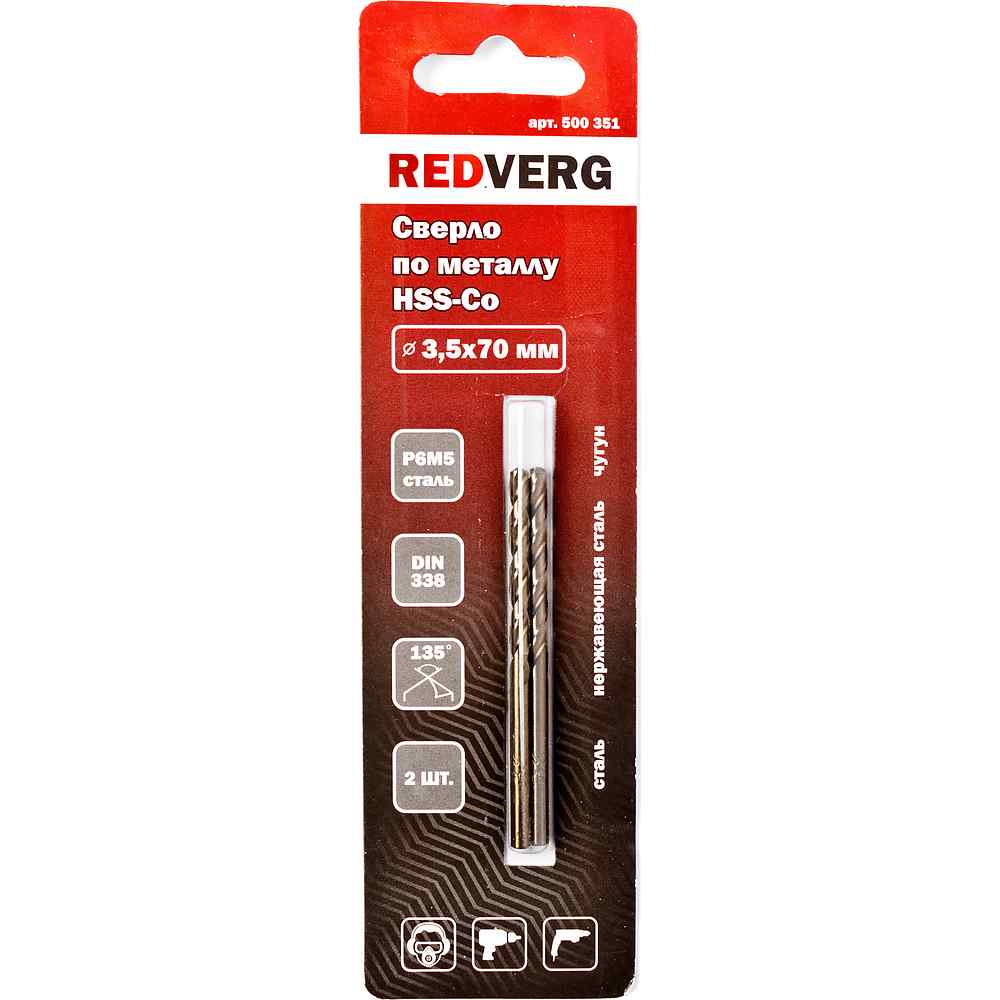 арт. 500 351
REDVERG
Сверло
по металлу
HSS-Co
⌀ 3,5x70 мм
Р6М5
сталь
DIN
338
135°
2 ШТ.
сталь нержавеющая сталь чугун